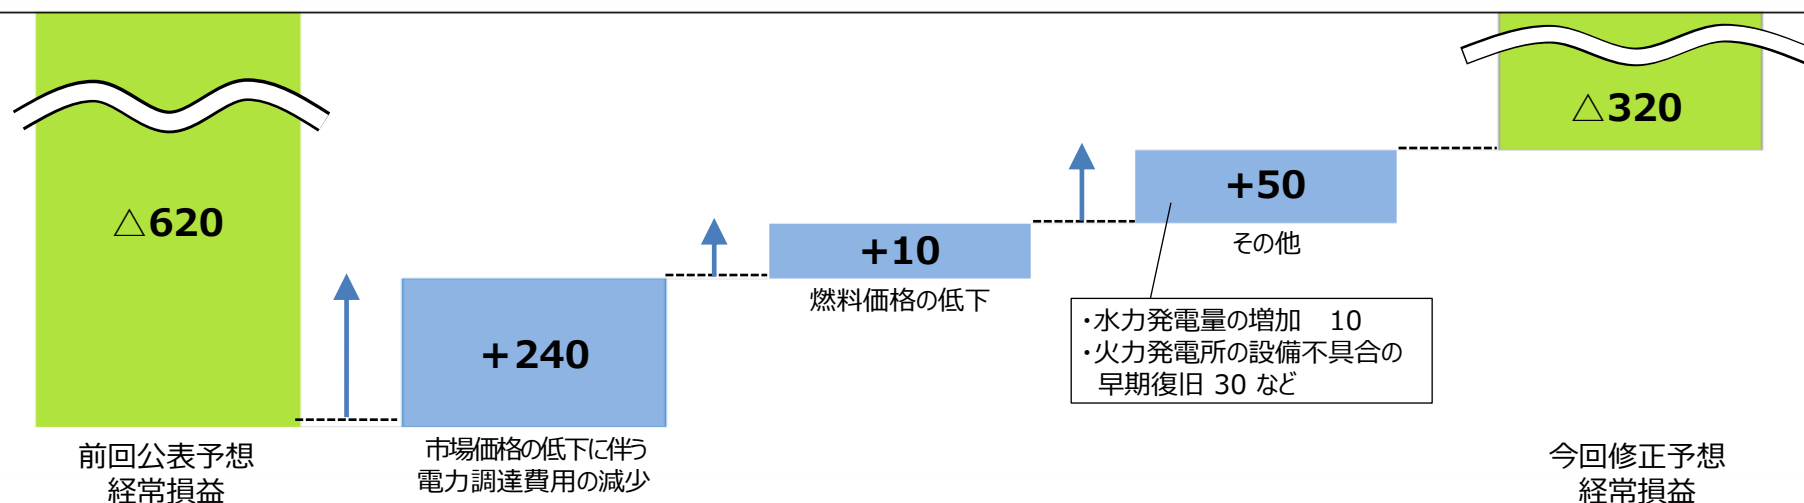 △620
前回公表予想
経常損益
+240
市場価格の低下に伴う
電力調達費用の減少
+10
燃料価格の低下
+50
その他
・水力発電量の増加　10
・火力発電所の設備不具合の
早期復旧 30 など
△320
今回修正予想
経常損益